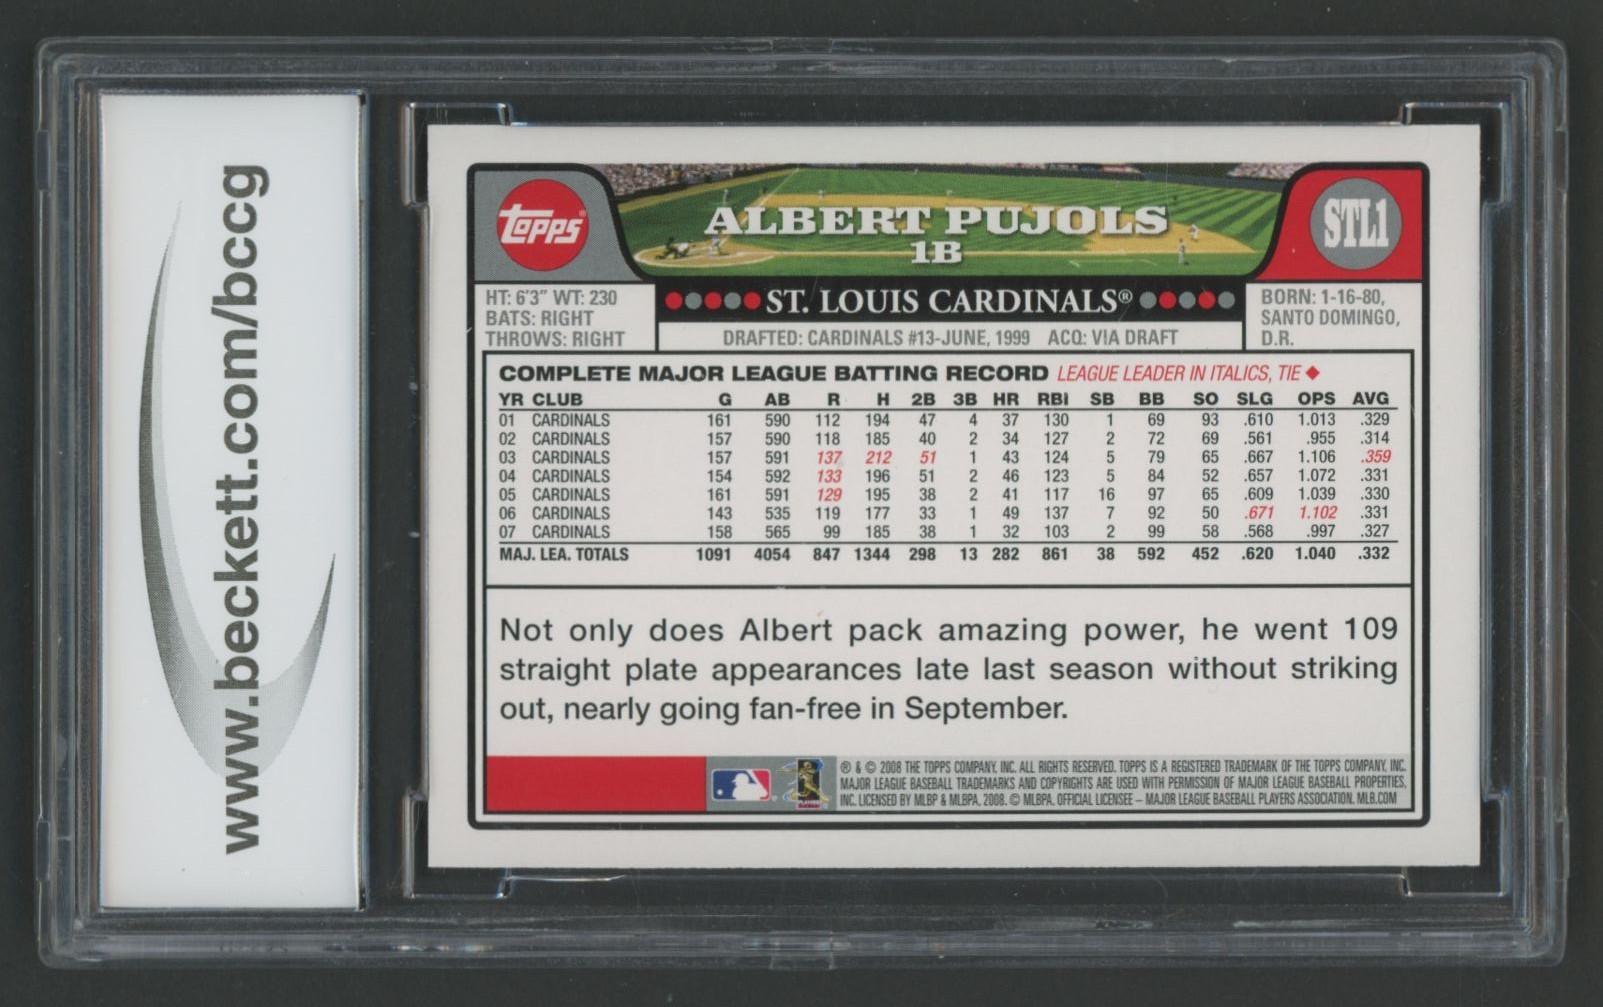 www.beckett.com/bccg
Topps®
ALBERT PUJOLS
1B
STL1
HT: 6'3" WT: 230
BATS: RIGHT
THROWS: RIGHT
ST. LOUIS CARDINALS®
DRAFTED: CARDINALS #13-JUNE, 1999 ACQ: VIA DRAFT
BORN: 1-16-80,
SANTO DOMINGO,
D.R.
COMPLETE MAJOR LEAGUE BATTING RECORD LEAGUE LEADER IN ITALICS, TIE ◆
YR CLUB G AB R H 2B 3B HR RBI SB BB SO SLG OPS AVG
01 CARDINALS 161 590 112 194 47 4 37 130 1 69 93 .610 1.013 .329
02 CARDINALS 157 590 118 185 40 2 34 127 2 72 69 .561 .955 .314
03 CARDINALS 157 591 137 212 51 1 43 124 5 79 65 .667 1.106 .359
04 CARDINALS 154 592 133 196 51 2 46 123 5 84 52 .657 1.072 .331
05 CARDINALS 161 591 129 195 38 2 41 117 16 97 65 .609 1.039 .330
06 CARDINALS 143 535 119 177 33 1 49 137 7 92 50 .671 1.102 .331
07 CARDINALS 158 565 99 185 38 1 32 103 2 99 58 .568 .997 .327
MAJ. LEA. TOTALS 1091 4054 847 1344 298 13 282 861 38 592 452 .620 1.040 .332
Not only does Albert pack amazing power, he went 109
straight plate appearances late last season without striking
out, nearly going fan-free in September.
® & © 2008 THE TOPPS COMPANY, INC. ALL RIGHTS RESERVED. TOPPS IS A REGISTERED TRADEMARK OF THE TOPPS COMPANY, INC.
MAJOR LEAGUE BASEBALL TRADEMARKS AND COPYRIGHTS ARE USED WITH PERMISSION OF MAJOR LEAGUE BASEBALL PROPERTIES,
INC. LICENSED BY MLBP & MLBPA, 2008. © MLBPA. OFFICIAL LICENSEE – MAJOR LEAGUE BASEBALL PLAYERS ASSOCIATION. MLB.COM